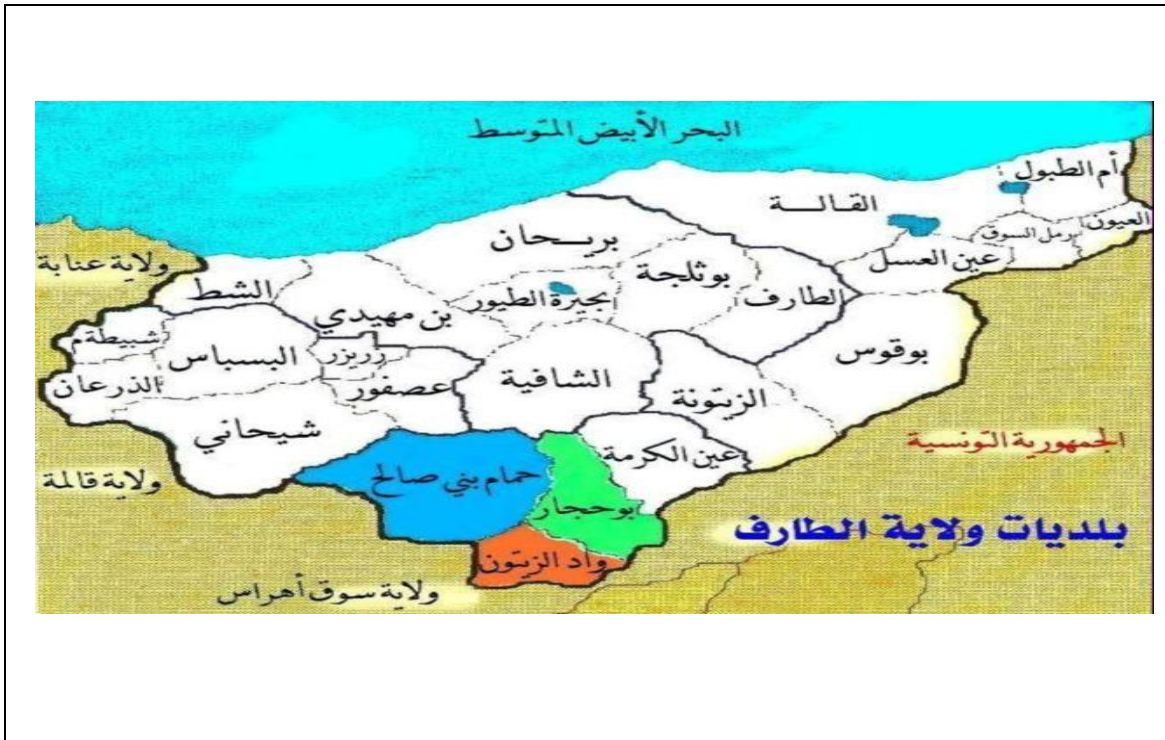 البحر الأبيض المتوسط
أم الطبول
القـالـــة
العيون
رمل السوق
بريـــحان
عين العسل
ولاية عنابة
بوثلجة
الشط
الطارف
بحيرة الطيور
بن مهيدي
شبيطة م
بوقوس
البسباس
زريزر
الذرعان
عصفور
الشافية
الزيتونة
شيحاني
الجمهورية التونسية
عين الكرمة
ولاية قالمة
حمام بني صالح
بوحجار
بلديات ولاية الطارف
واد الزيتون
ولاية سوق أهراس